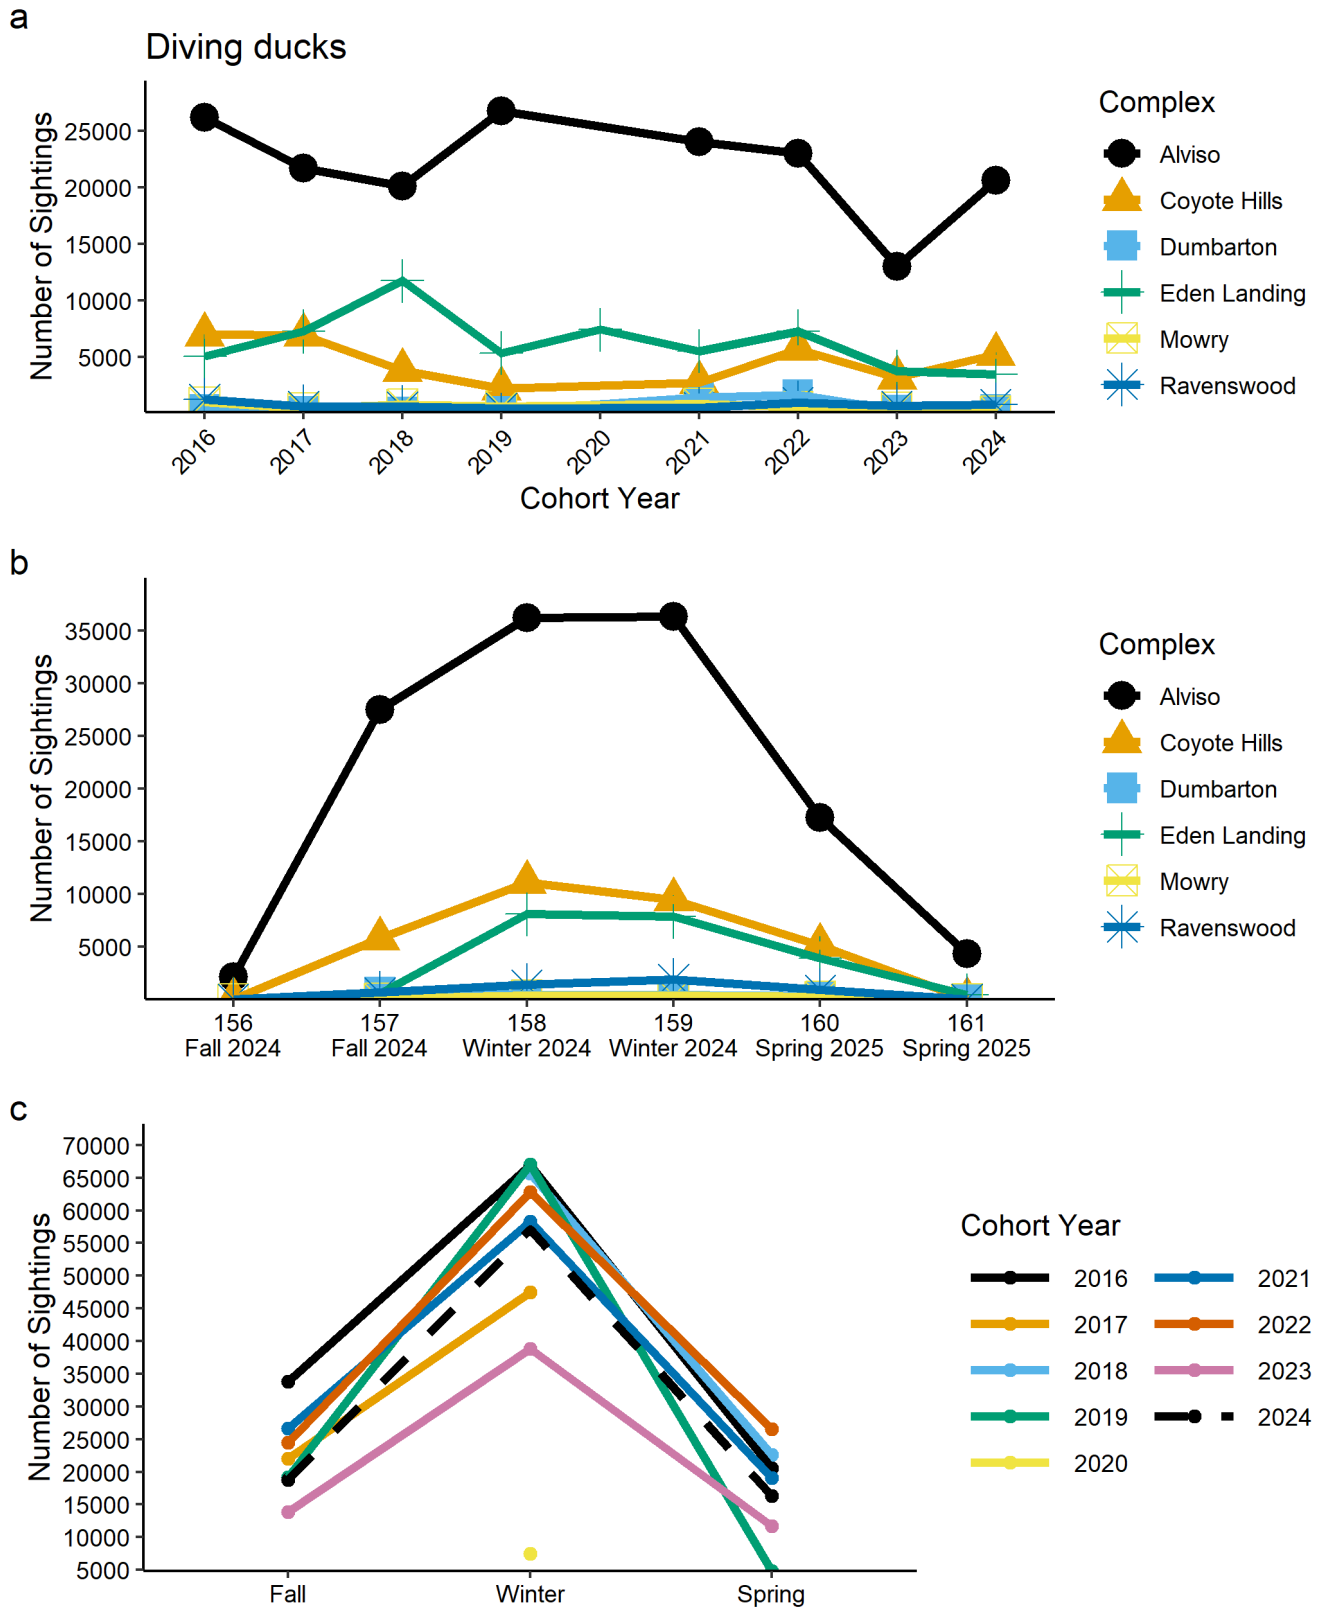 a
Diving ducks
Number of Sightings
25000
20000
15000
10000
5000
2016
2017
2018
2019
2020
2021
2022
2023
2024
Cohort Year
Complex
Alviso
Coyote Hills
Dumbarton
Eden Landing
Mowry
Ravenswood
b
Number of Sightings
35000
30000
25000
20000
15000
10000
5000
156
Fall 2024
157
Fall 2024
158
Winter 2024
159
Winter 2024
160
Spring 2025
161
Spring 2025
Complex
Alviso
Coyote Hills
Dumbarton
Eden Landing
Mowry
Ravenswood
c
Number of Sightings
70000
65000
60000
55000
50000
45000
40000
35000
30000
25000
20000
15000
10000
5000
Fall
Winter
Spring
Cohort Year
2016
2017
2018
2019
2020
2021
2022
2023
2024